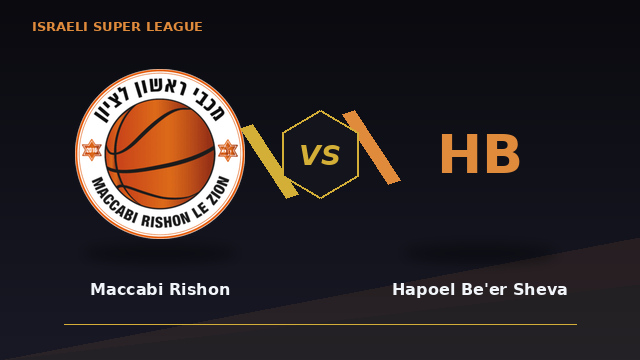 ISRAELI SUPER LEAGUE
מכבי ראשון לציון
MACCABI RISHON LE ZION
VS
HB
Maccabi Rishon
Hapoel Be'er Sheva